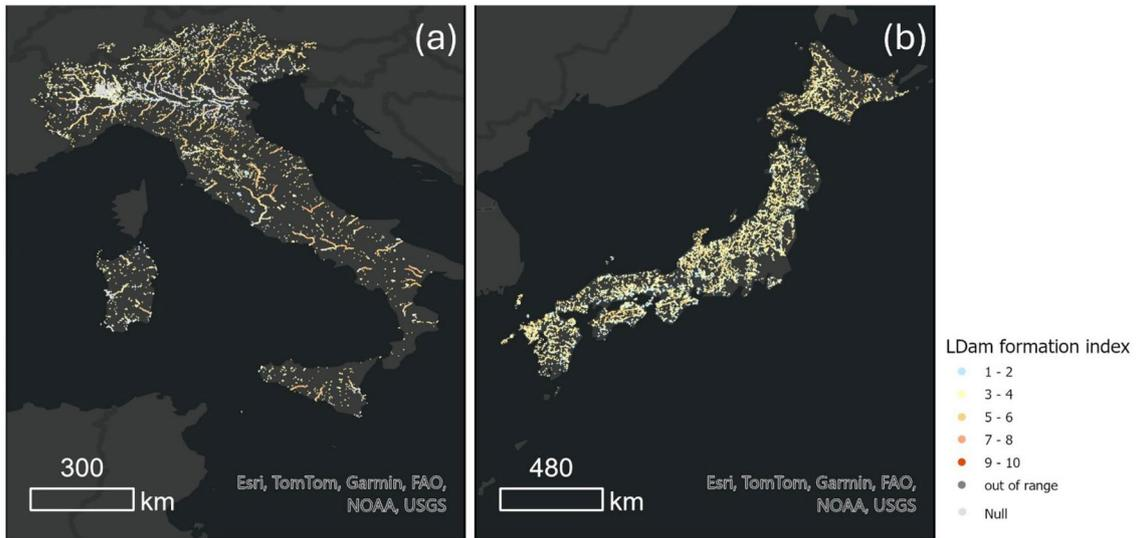 (a)
(b)
300
km
Esri, TomTom, Garmin, FAO,
NOAA, USGS
480
km
Esri, TomTom, Garmin, FAO,
NOAA, USGS
LDam formation index
1 - 2
3 - 4
5 - 6
7 - 8
9 - 10
out of range
Null